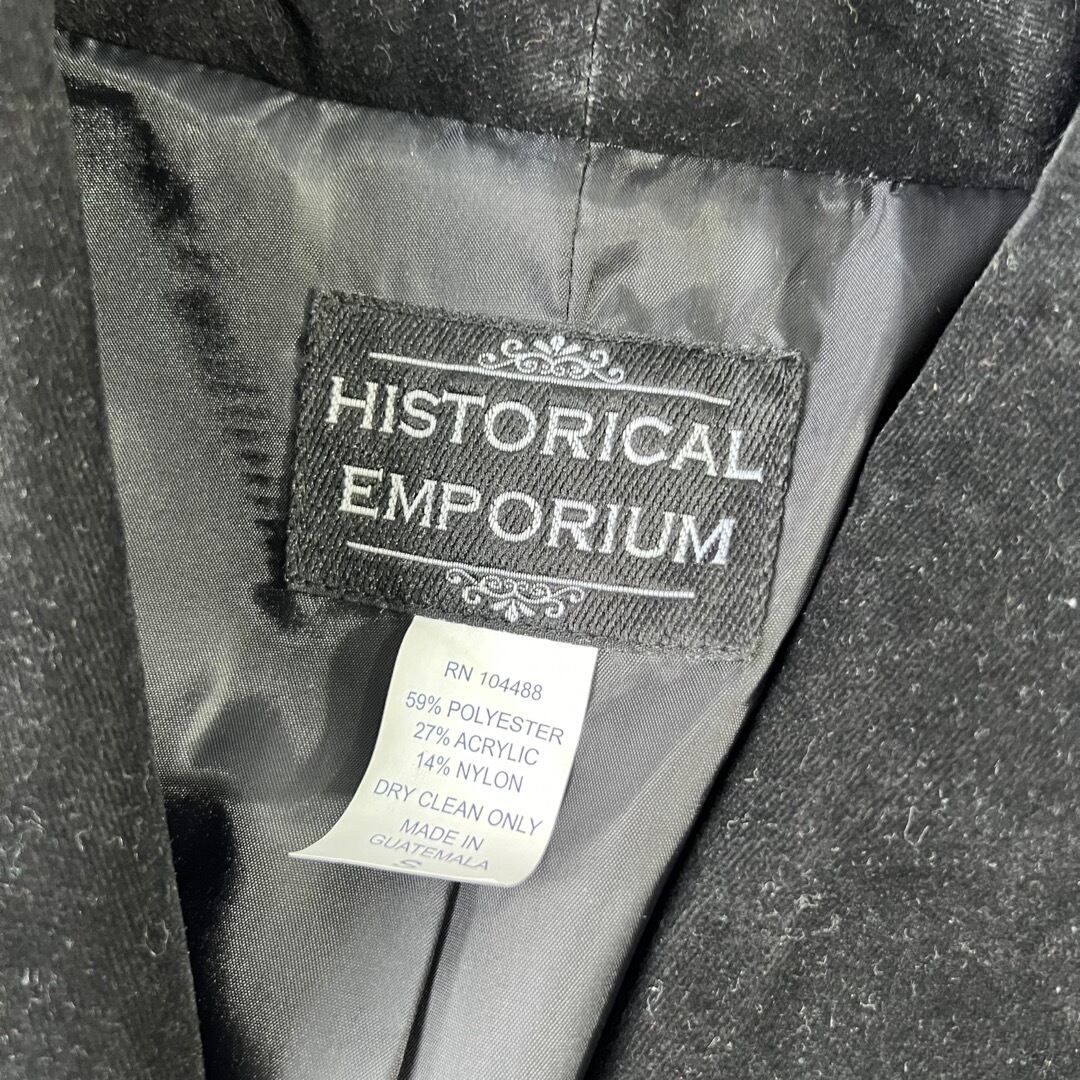 HISTORICAL
EMPORIUM
RN 104488
59% POLYESTER
27% ACRYLIC
14% NYLON
DRY CLEAN ONLY
MADE IN
GUATEMALA
S